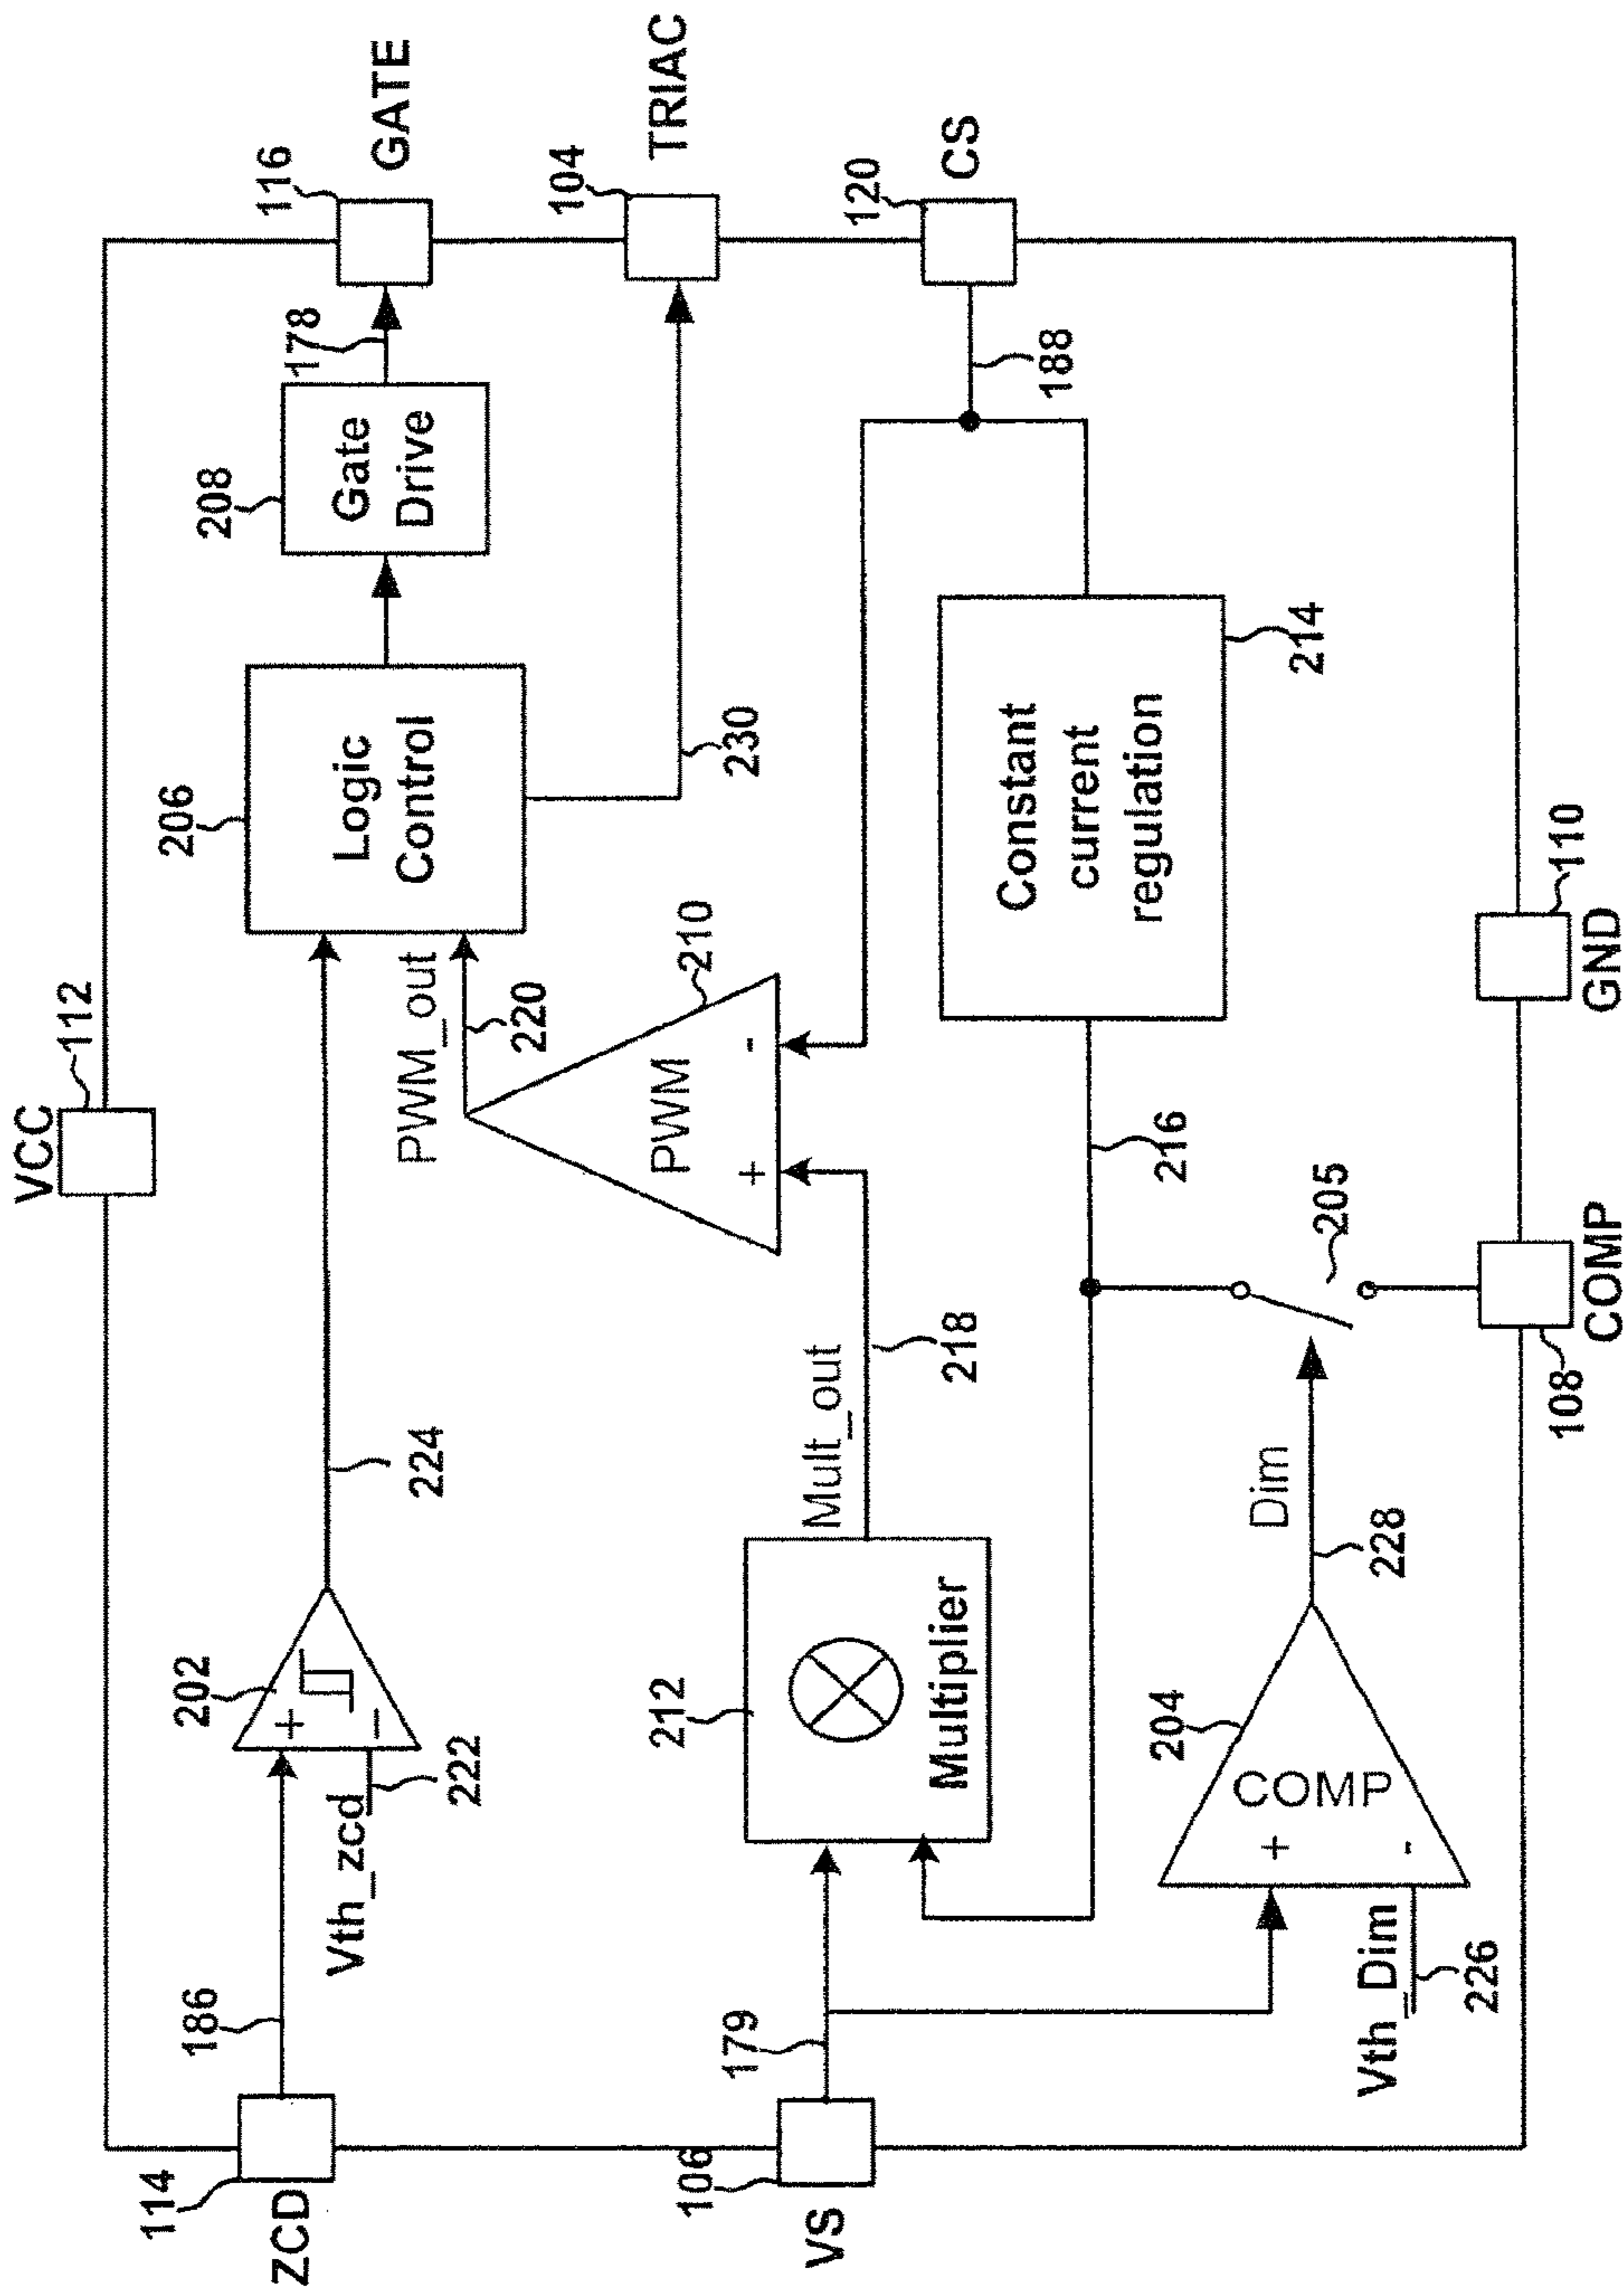 VCC
112
116
GATE
178
208
Gate
Drive
104
TRIAC
206
Logic
Control
230
PWM_out
220
210
PWM
+
-
120
CS
188
224
202
+
-
222
Vth_zcd
186
114
ZCD
Mult_out
218
212
Multiplier
179
106
VS
Constant
current
regulation
214
216
205
Dim
228
204
COMP
+
-
Vth_Dim
226
108
COMP
110
GND